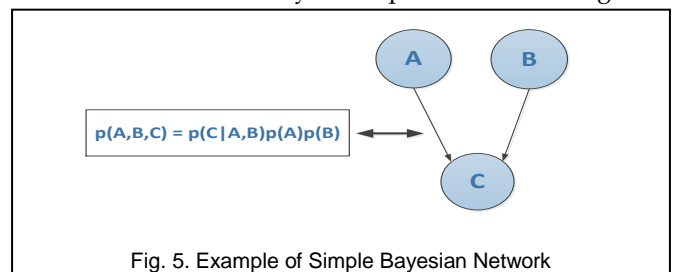 A B
p(A,B,C) = p(C|A,B)p(A)p(B)
C
Fig. 5. Example of Simple Bayesian Network